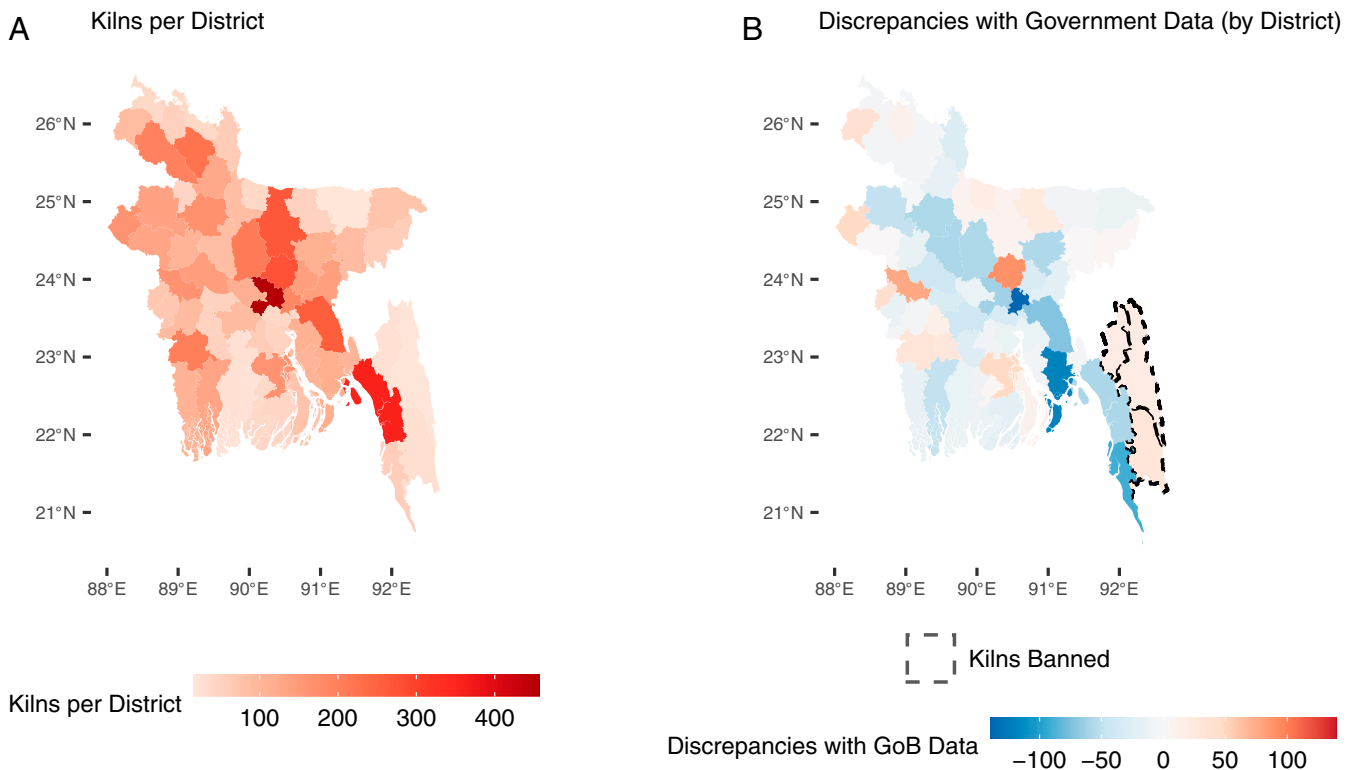 A
Kilns per District
26°N
25°N
24°N
23°N
22°N
21°N
88°E 89°E 90°E 91°E 92°E
Kilns per District
100 200 300 400
B
Discrepancies with Government Data (by District)
26°N
25°N
24°N
23°N
22°N
21°N
88°E 89°E 90°E 91°E 92°E
Kilns Banned
Discrepancies with GoB Data
−100 −50 0 50 100